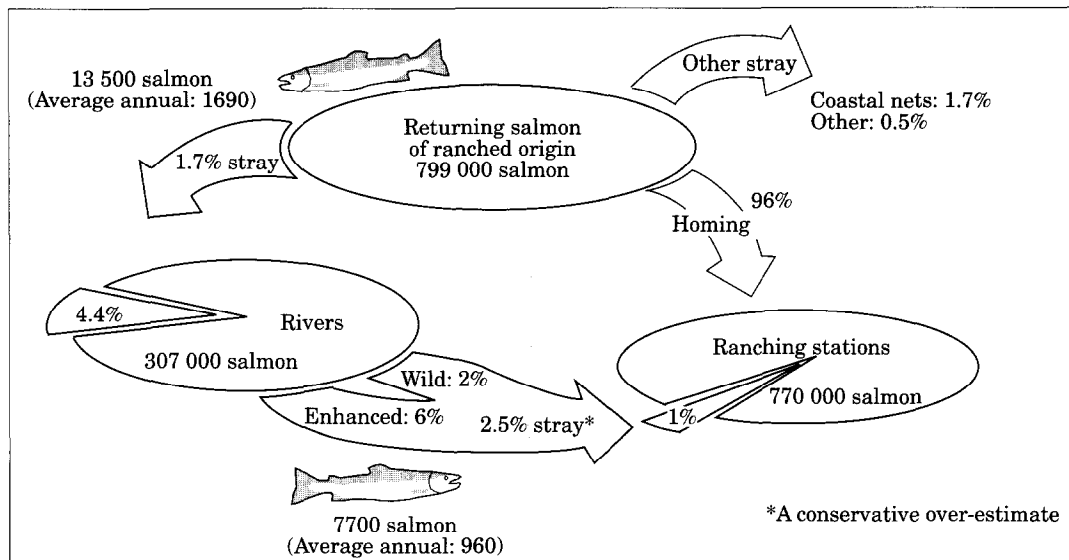 13 500 salmon
(Average annual: 1690)
1.7% stray
Returning salmon
of ranched origin
799 000 salmon
Other stray
Coastal nets: 1.7%
Other: 0.5%
96%
Homing
4.4%
Rivers
307 000 salmon
Wild: 2%
Enhanced: 6%
2.5% stray*
Ranching stations
770 000 salmon
1%
7700 salmon
(Average annual: 960)
*A conservative over-estimate